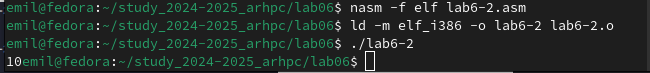 emil@fedora:~/study_2024-2025_arhpc/lab06$ nasm -f elf lab6-2.asm
emil@fedora:~/study_2024-2025_arhpc/lab06$ ld -m elf_i386 -o lab6-2 lab6-2.o
emil@fedora:~/study_2024-2025_arhpc/lab06$ ./lab6-2
10emil@fedora:~/study_2024-2025_arhpc/lab06$